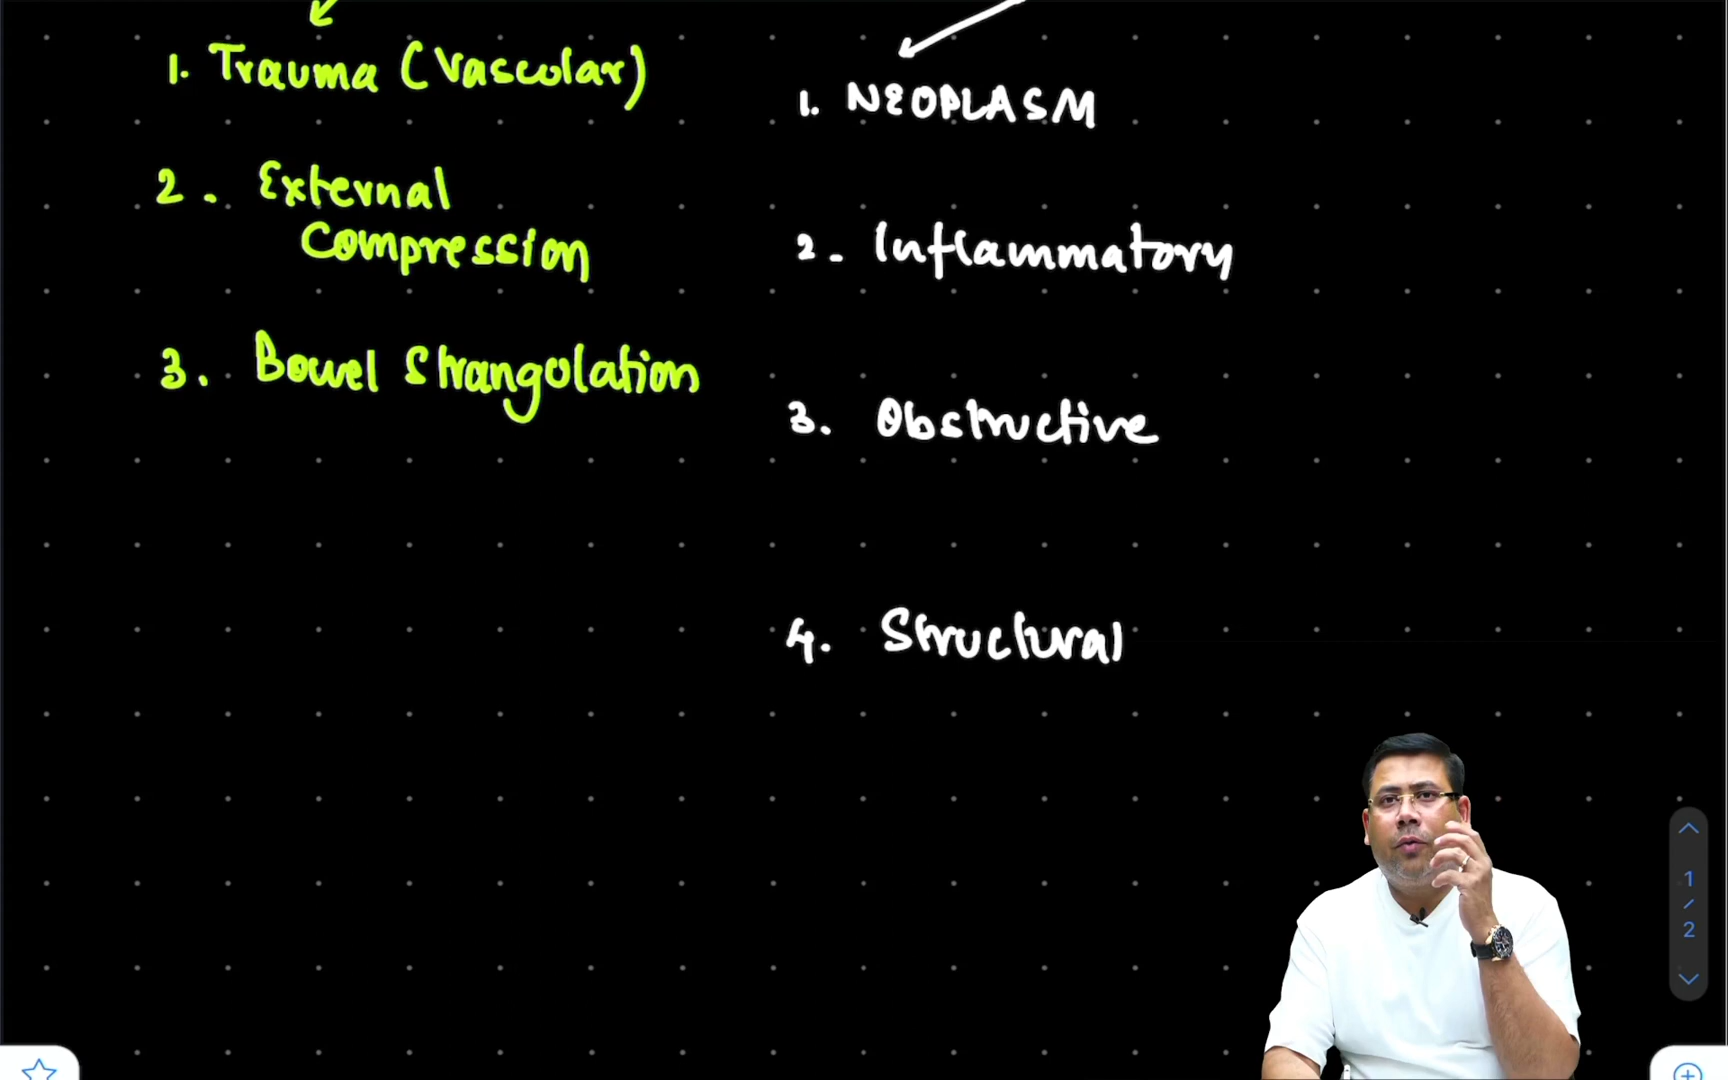 1. Trauma (Vascular)
2. External
Compression
3. Bowel Strangulation
1. NEOPLASM
2. Inflammatory
3. Obstructive
4. Structural
1
/
2